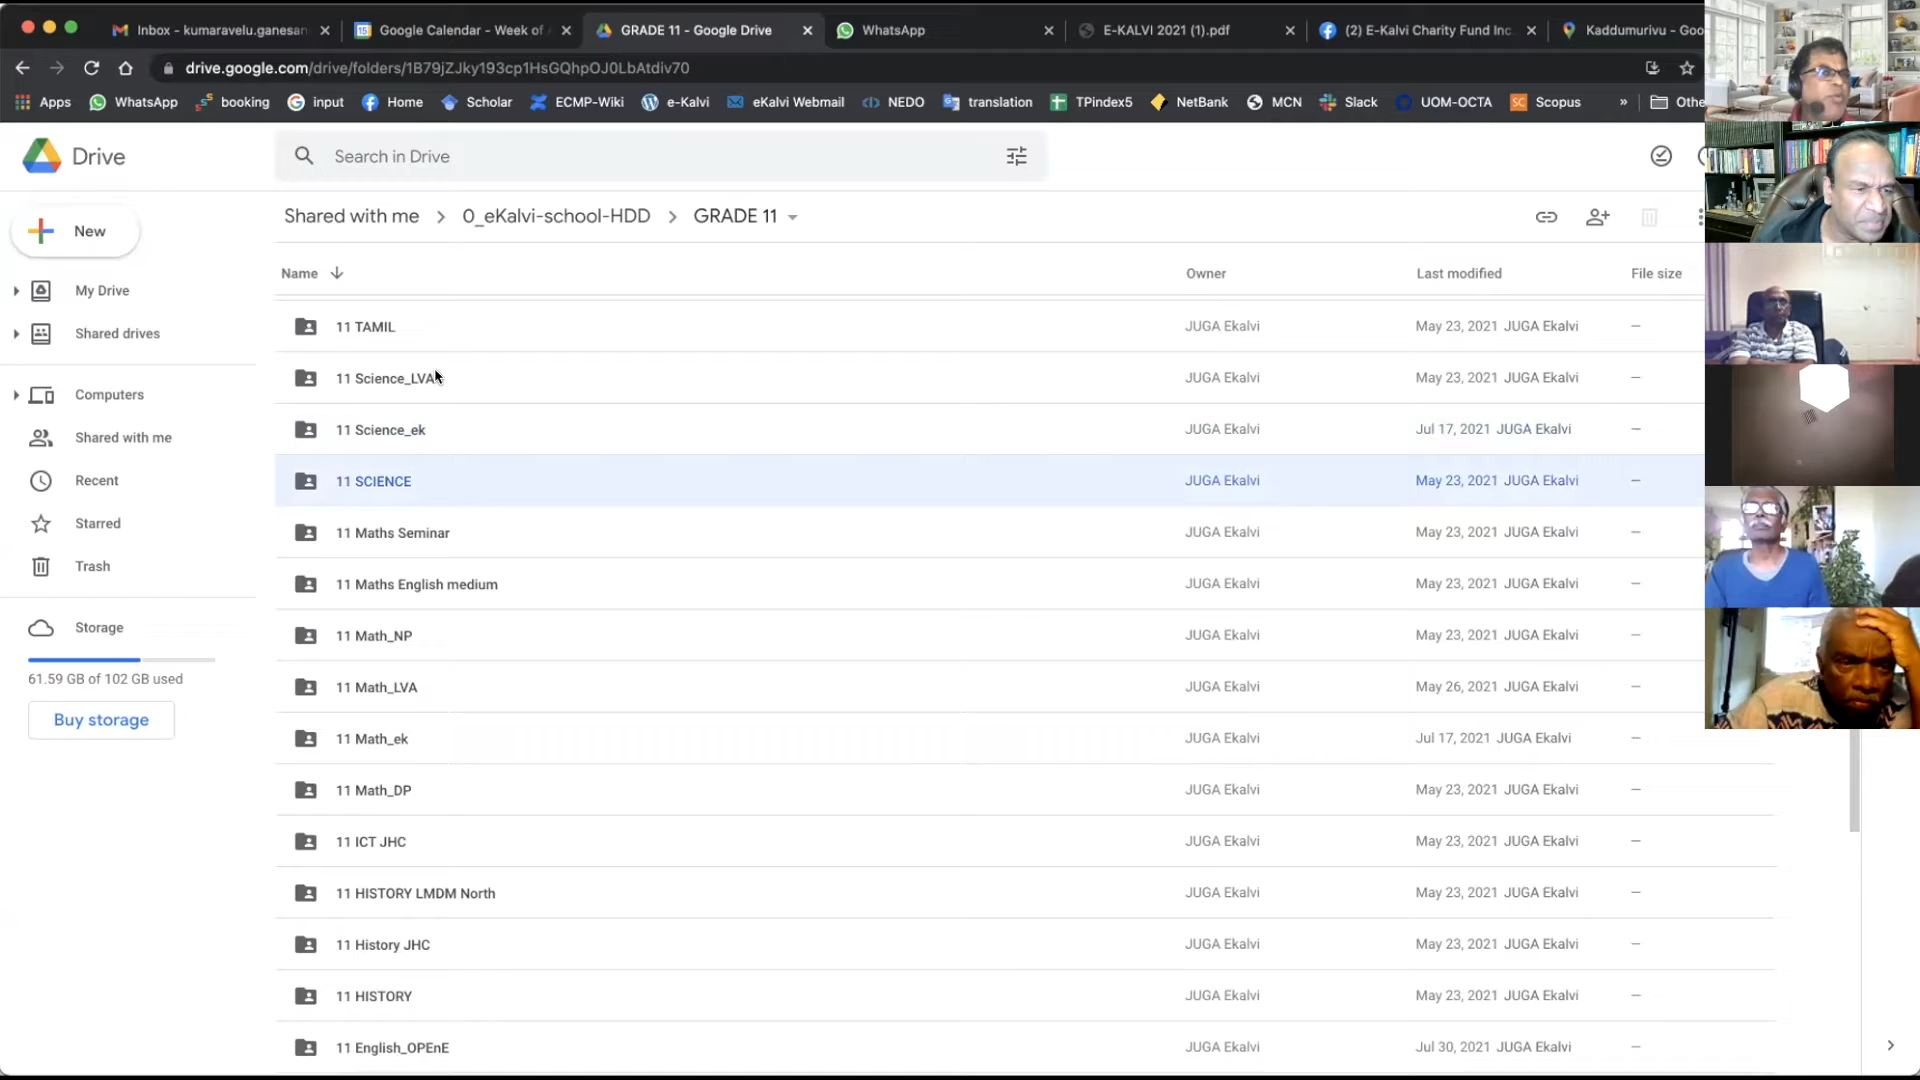 Inbox - kumaravelu.ganesan
Google Calendar - Week of A
GRADE 11 - Google Drive
WhatsApp
E-KALVI 2021 (1).pdf
(2) E-Kalvi Charity Fund Inc.
Kaddumurivu - Goo
drive.google.com/drive/folders/1B79jZJky193cp1HsGQhpOJ0LbAtdiv70
Apps
WhatsApp
booking
input
Home
Scholar
ECMP-Wiki
e-Kalvi
eKalvi Webmail
NEDO
translation
TPindex5
NetBank
MCN
Slack
UOM-OCTA
Scopus
»
Othe
Drive
Search in Drive
New
Shared with me > 0_eKalvi-school-HDD > GRADE 11
Name Owner Last modified File size
My Drive
Shared drives
Computers
Shared with me
Recent
Starred
Trash
Storage
61.59 GB of 102 GB used
Buy storage
11 TAMIL JUGA Ekalvi May 23, 2021 JUGA Ekalvi —
11 Science_LVA JUGA Ekalvi May 23, 2021 JUGA Ekalvi —
11 Science_ek JUGA Ekalvi Jul 17, 2021 JUGA Ekalvi —
11 SCIENCE JUGA Ekalvi May 23, 2021 JUGA Ekalvi —
11 Maths Seminar JUGA Ekalvi May 23, 2021 JUGA Ekalvi —
11 Maths English medium JUGA Ekalvi May 23, 2021 JUGA Ekalvi —
11 Math_NP JUGA Ekalvi May 23, 2021 JUGA Ekalvi —
11 Math_LVA JUGA Ekalvi May 26, 2021 JUGA Ekalvi —
11 Math_ek JUGA Ekalvi Jul 17, 2021 JUGA Ekalvi —
11 Math_DP JUGA Ekalvi May 23, 2021 JUGA Ekalvi —
11 ICT JHC JUGA Ekalvi May 23, 2021 JUGA Ekalvi —
11 HISTORY LMDM North JUGA Ekalvi May 23, 2021 JUGA Ekalvi —
11 History JHC JUGA Ekalvi May 23, 2021 JUGA Ekalvi —
11 HISTORY JUGA Ekalvi May 23, 2021 JUGA Ekalvi —
11 English_OPEnE JUGA Ekalvi Jul 30, 2021 JUGA Ekalvi —